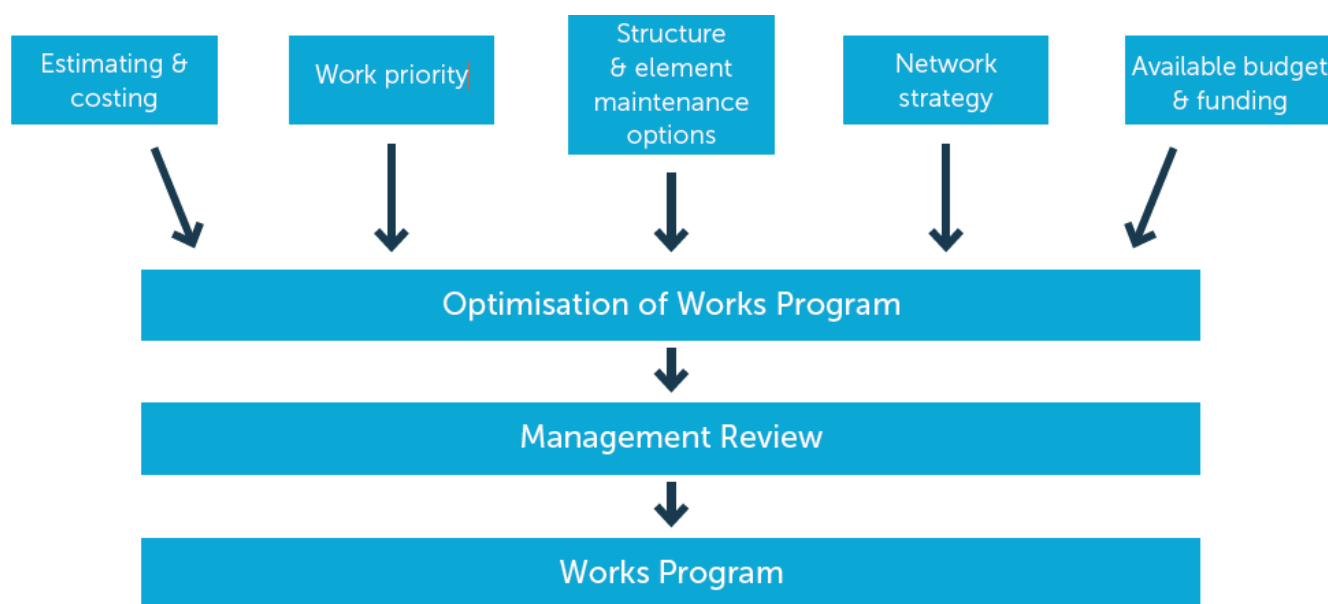 Estimating &
costing
Work priority
Structure
& element
maintenance
options
Network
strategy
Available budget
& funding
Optimisation of Works Program
Management Review
Works Program